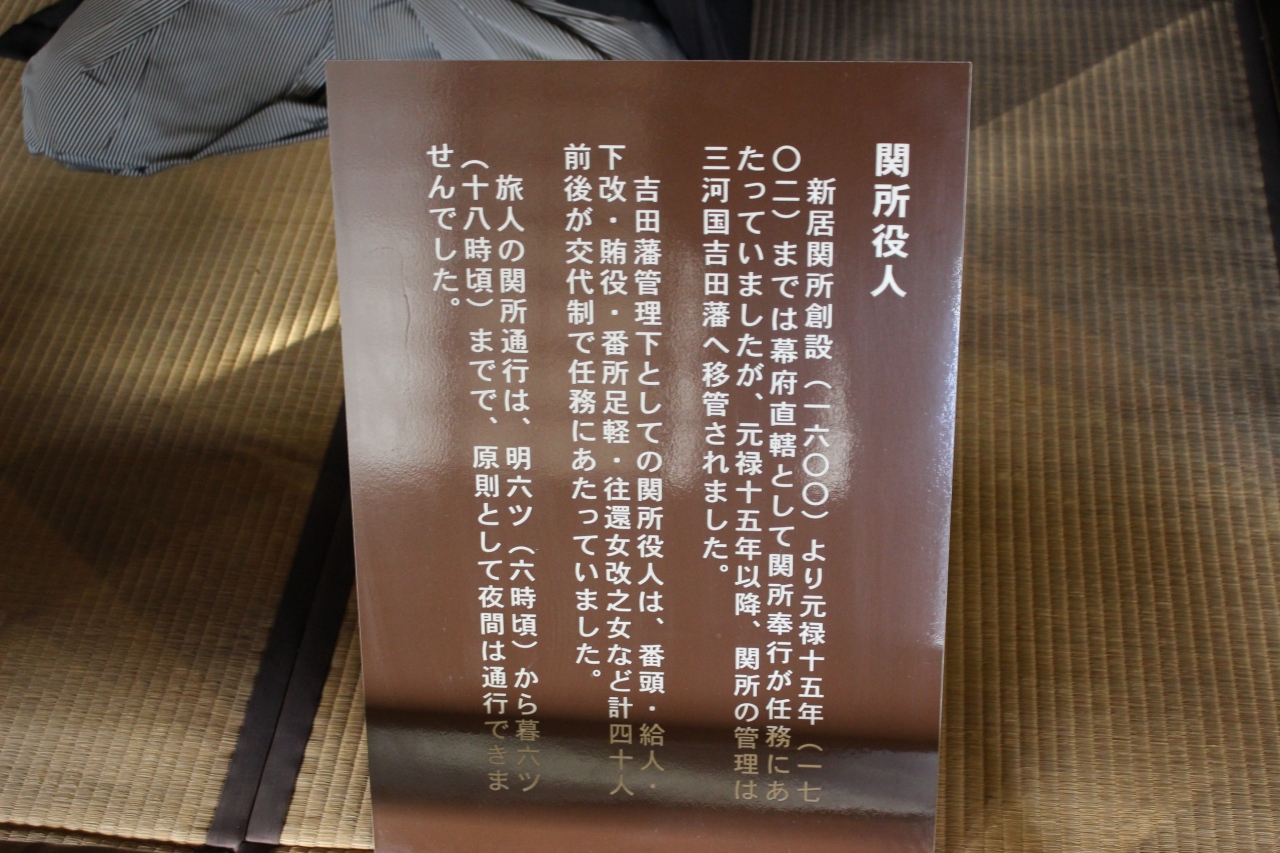 関所役人
新居関所創設（一六〇〇）より元禄十五年（一七
〇二）までは幕府直轄として関所奉行が任務にあ
たっていましたが、元禄十五年以降、関所の管理は
三河国吉田藩へ移管されました。
吉田藩管理下としての関所役人は、番頭・給人・
下改・賄役・番所足軽・往還女改之女など計四十人
前後が交代制で任務にあたっていました。
旅人の関所通行は、明六ツ（六時頃）から暮六ツ
（十八時頃）までで、原則として夜間は通行できま
せんでした。